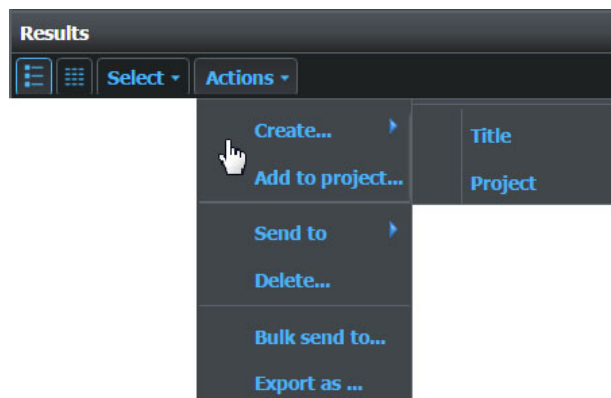 Results
Select Actions
Create... Title
Add to project... Project
Send to
Delete...
Bulk send to...
Export as ...